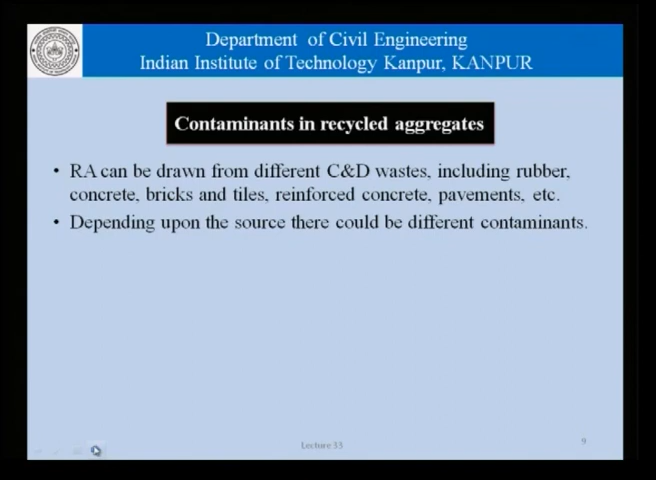 Department of Civil Engineering
Indian Institute of Technology Kanpur, KANPUR
Contaminants in recycled aggregates
• RA can be drawn from different C&D wastes, including rubber,
concrete, bricks and tiles, reinforced concrete, pavements, etc.
• Depending upon the source there could be different contaminants.
Lecture 33
9